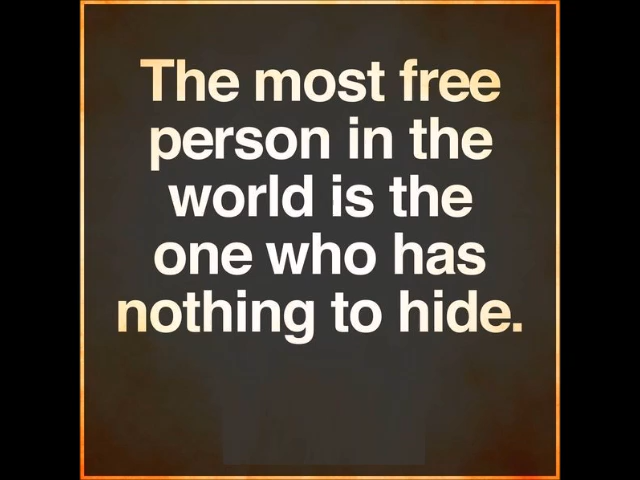 The most free
person in the
world is the
one who has
nothing to hide.